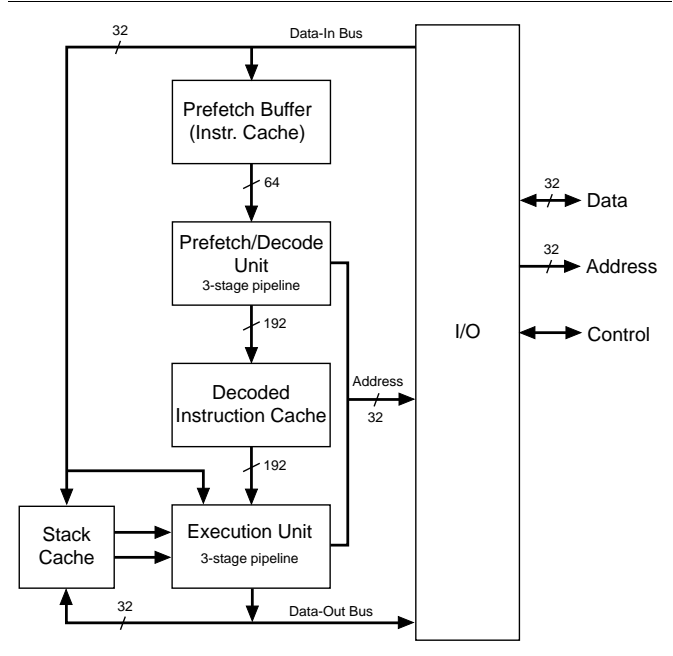 32
Data-In Bus
Prefetch Buffer
(Instr. Cache)
64
32
Data
Prefetch/Decode
Unit
3-stage pipeline
32
Address
192
I/O
Control
Decoded
Instruction Cache
Address
32
192
Stack
Cache
Execution Unit
3-stage pipeline
32
Data-Out Bus